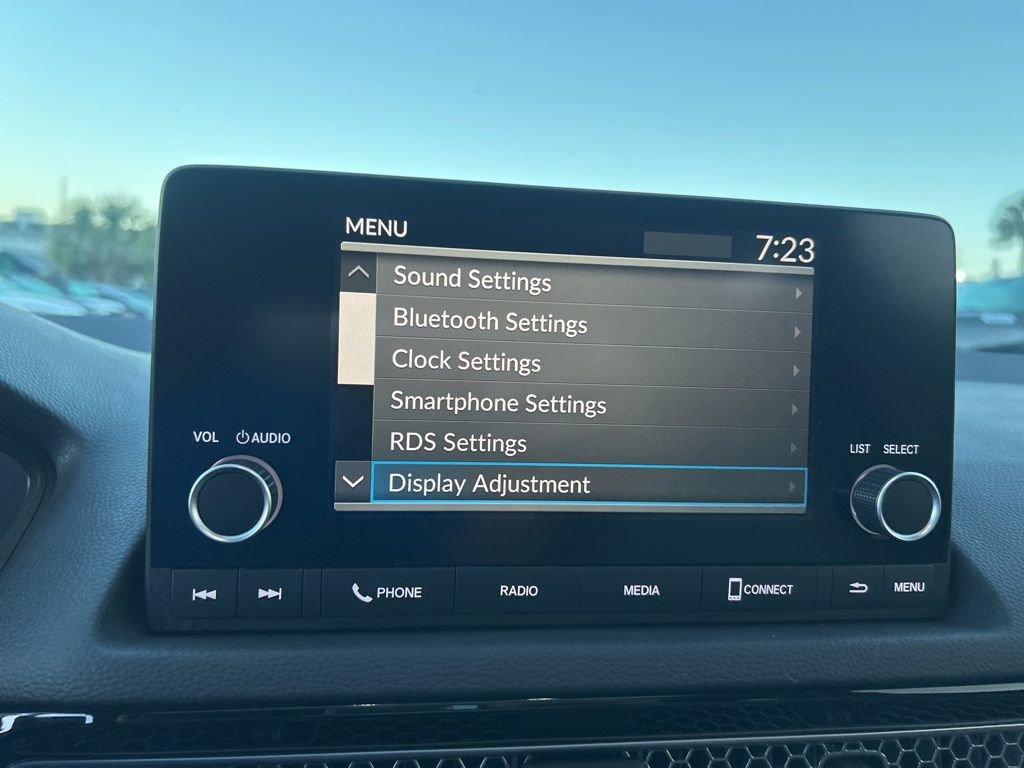 MENU
7:23
Sound Settings
Bluetooth Settings
Clock Settings
Smartphone Settings
RDS Settings
Display Adjustment
VOL AUDIO
LIST SELECT
PHONE
RADIO
MEDIA
CONNECT
MENU